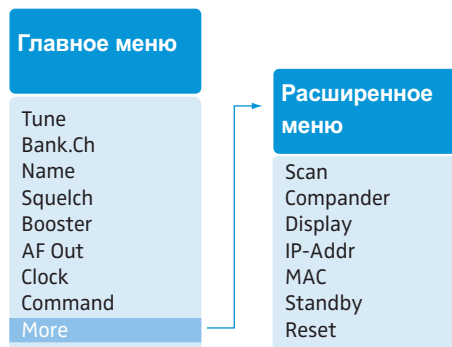 Главное меню
Tune
Bank.Ch
Name
Squelch
Booster
AF Out
Clock
Command
More
Расширенное
меню
Scan
Compander
Display
IP-Addr
MAC
Standby
Reset